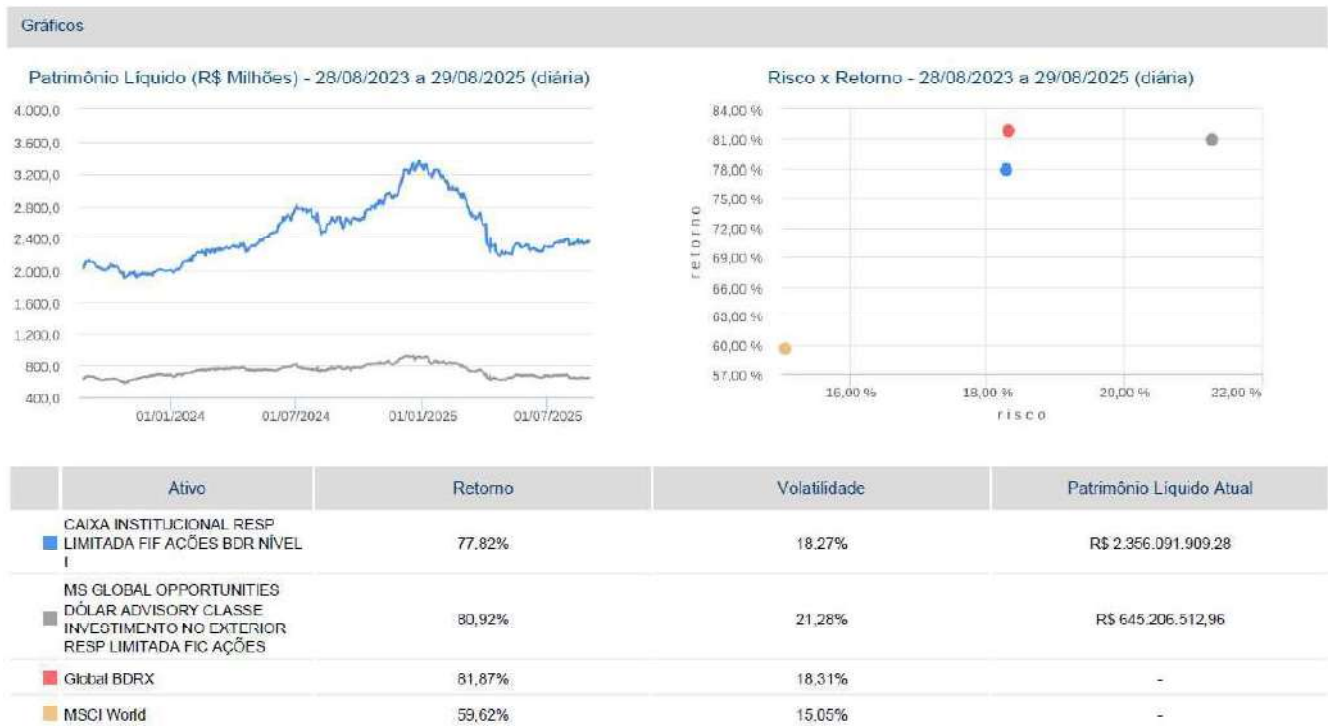 Gráficos
Patrimônio Líquido (R$ Milhões) - 28/08/2023 a 29/08/2025 (diária)
4.000,0
3.600,0
3.200,0
2.800,0
2.400,0
2.000,0
1.600,0
1.200,0
800,0
400,0
01/01/2024
01/07/2024
01/01/2025
01/07/2025
Risco x Retorno - 28/08/2023 a 29/08/2025 (diária)
84,00 %
81,00 %
78,00 %
75,00 %
72,00 %
69,00 %
66,00 %
63,00 %
60,00 %
57,00 %
retorno
16,00 %
18,00 %
20,00 %
22,00 %
risco
Ativo Retorno Volatilidade Patrimônio Liquido Atual
CAIXA INSTITUCIONAL RESP
LIMITADA FIF AÇÕES BDR NÍVEL
I
77,82% 18,27% R$ 2.356.091.909,28
MS GLOBAL OPPORTUNITIES
DÓLAR ADVISORY CLASSE
INVESTIMENTO NO EXTERIOR
RESP LIMITADA FIC AÇÕES
80,92% 21,28% R$ 645.206.512,96
Global BDRX 81,87% 18,31% -
MSCI World 59,62% 15,05% -